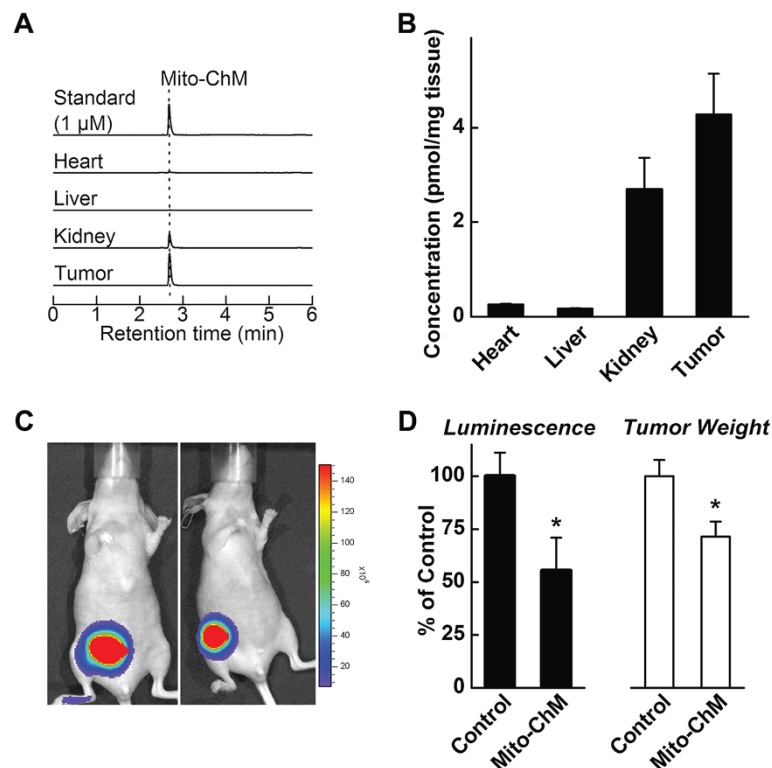 A
Mito-ChM
Standard
(1 µM)
Heart
Liver
Kidney
Tumor
0 1 2 3 4 5 6
Retention time (min)
B
Concentration (pmol/mg tissue)
4
2
0
Heart
Liver
Kidney
Tumor
C
140
120
100
80
60
40
20
x10⁶
D
Luminescence
Tumor Weight
% of Control
100
75
50
25
0
*
*
Control
Mito-ChM
Control
Mito-ChM